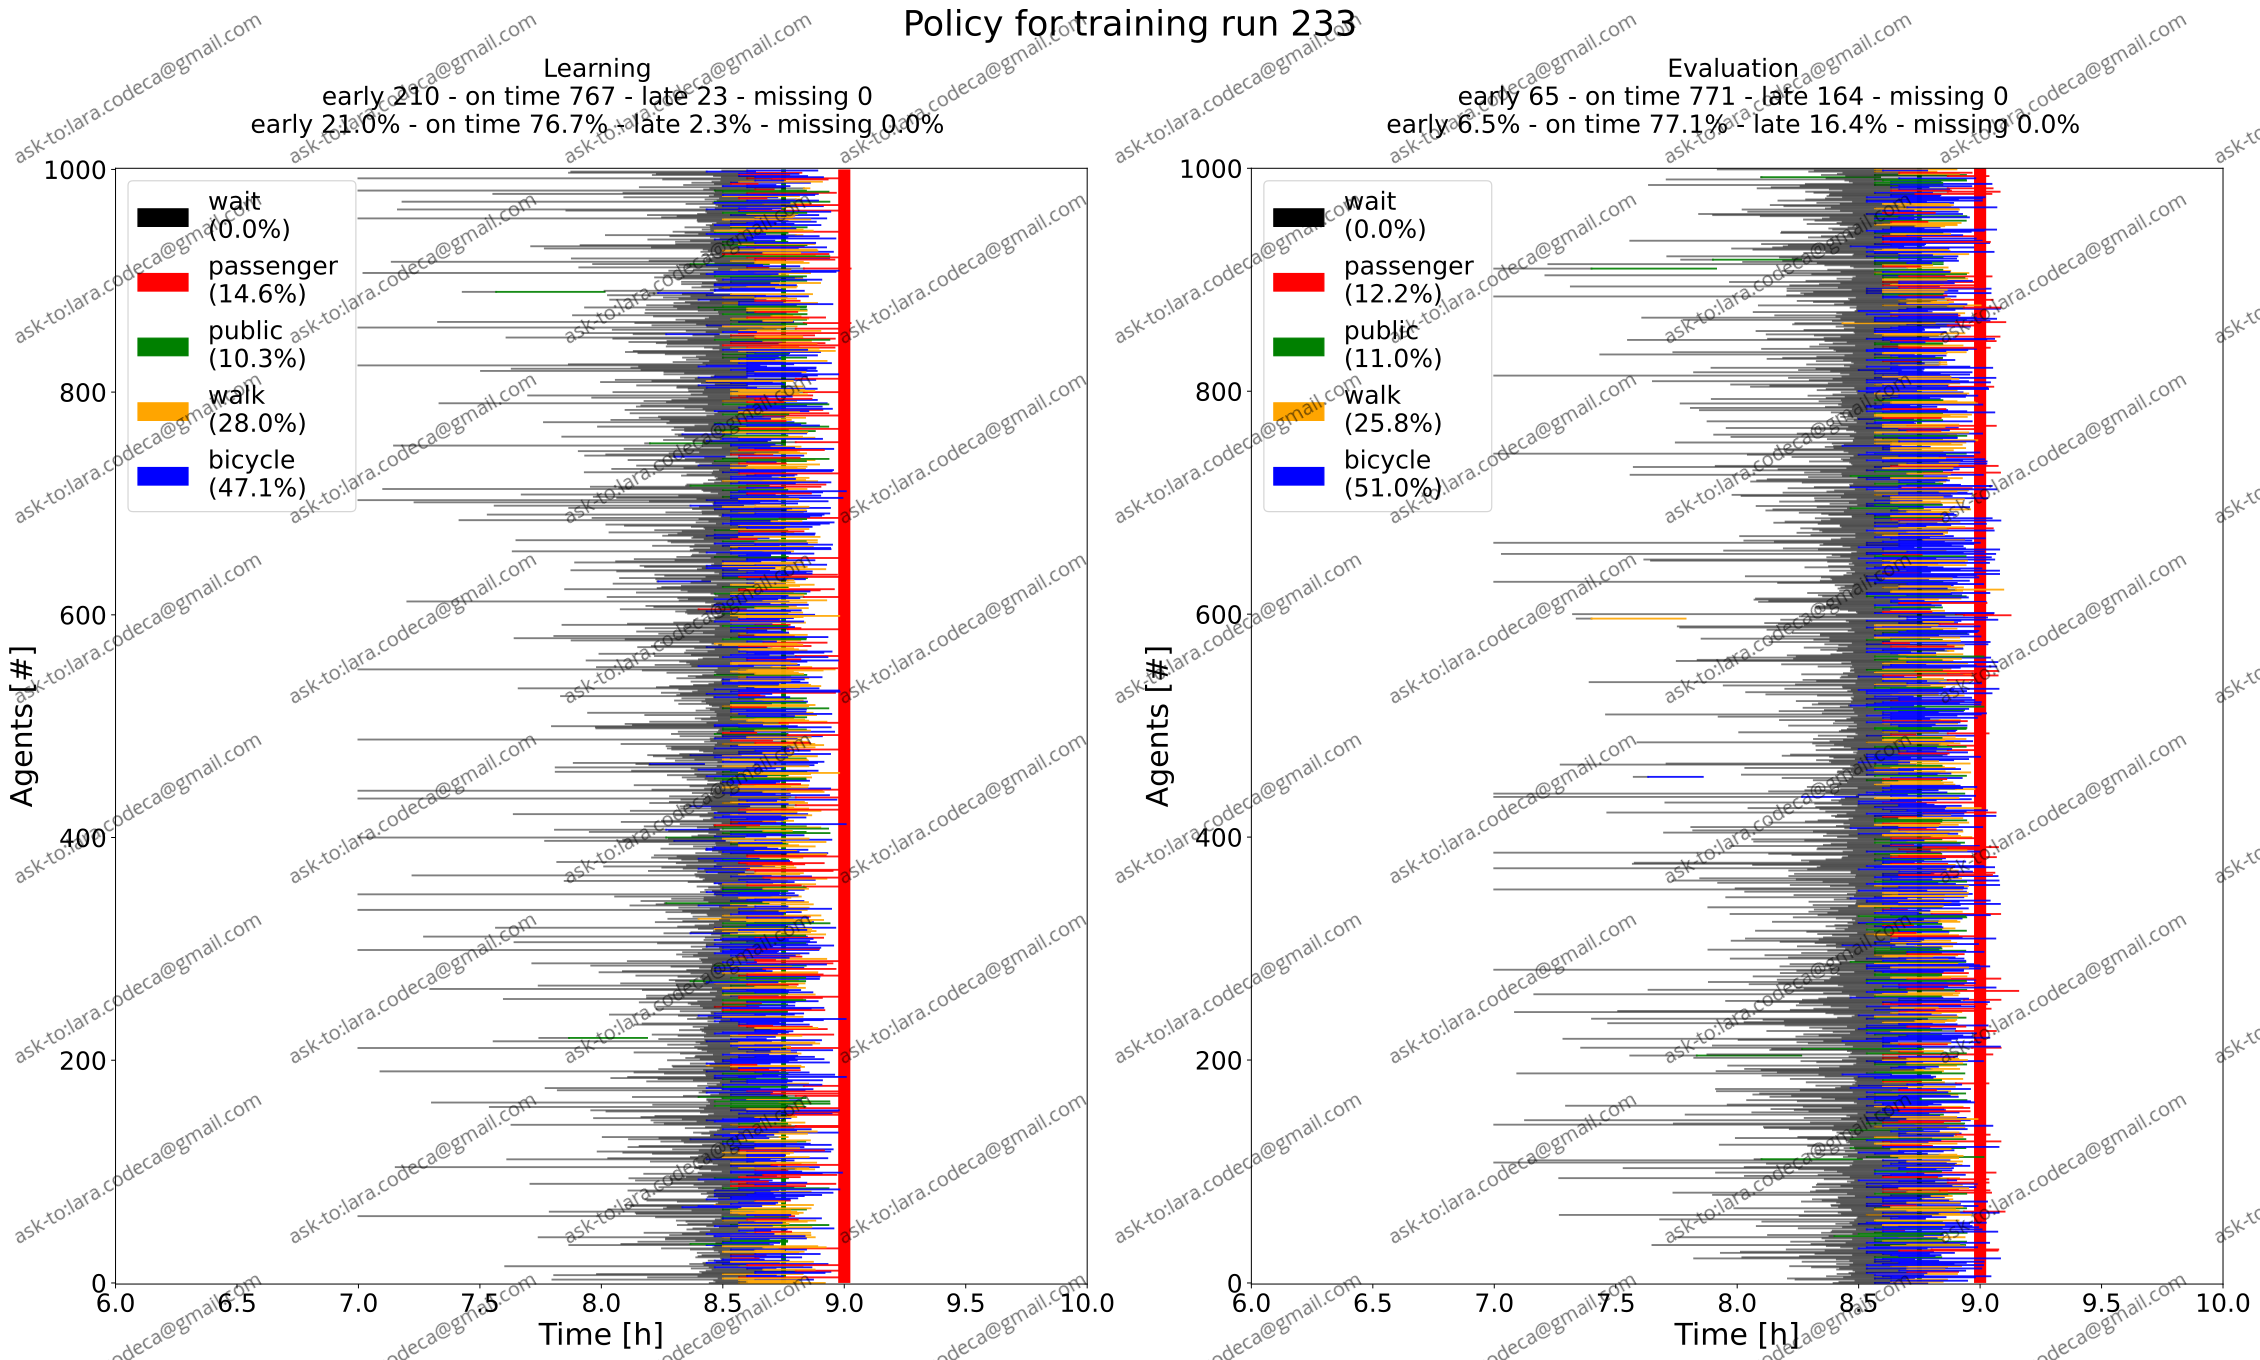 Policy for training run 233
Learning
early 210 - on time 767 - late 23 - missing 0
early 21.0% - on time 76.7% - late 2.3% - missing 0.0%
1000
800
600
400
200
0
Agents [#]
wait
(0.0%)
passenger
(14.6%)
public
(10.3%)
walk
(28.0%)
bicycle
(47.1%)
6.0 6.5 7.0 7.5 8.0 8.5 9.0 9.5 10.0
Time [h]
Evaluation
early 65 - on time 771 - late 164 - missing 0
early 6.5% - on time 77.1% - late 16.4% - missing 0.0%
1000
800
600
400
200
0
Agents [#]
wait
(0.0%)
passenger
(12.2%)
public
(11.0%)
walk
(25.8%)
bicycle
(51.0%)
6.0 6.5 7.0 7.5 8.0 8.5 9.0 9.5 10.0
Time [h]
ask-to:lara.codeca@gmail.com